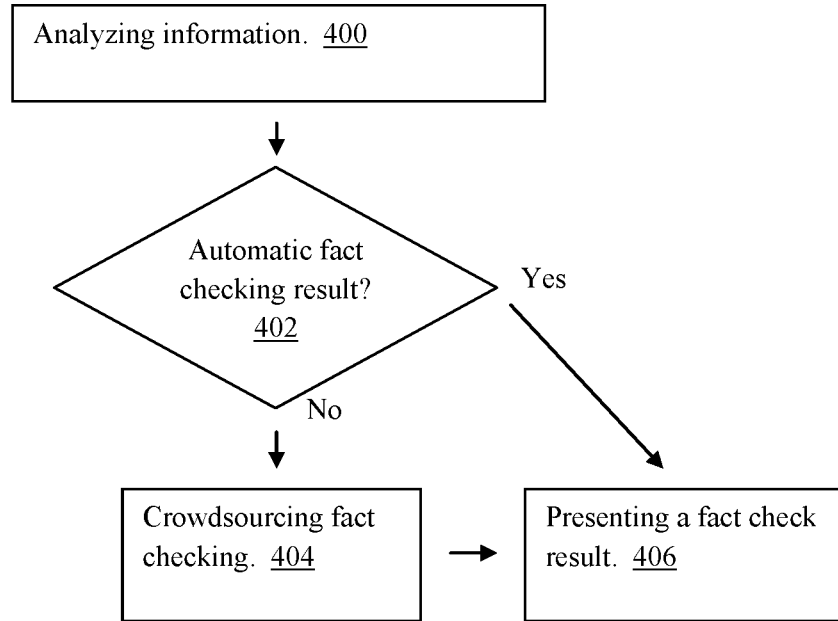 Analyzing information. 400
Automatic fact
checking result?
402
Yes
No
Crowdsourcing fact
checking. 404
Presenting a fact check
result. 406